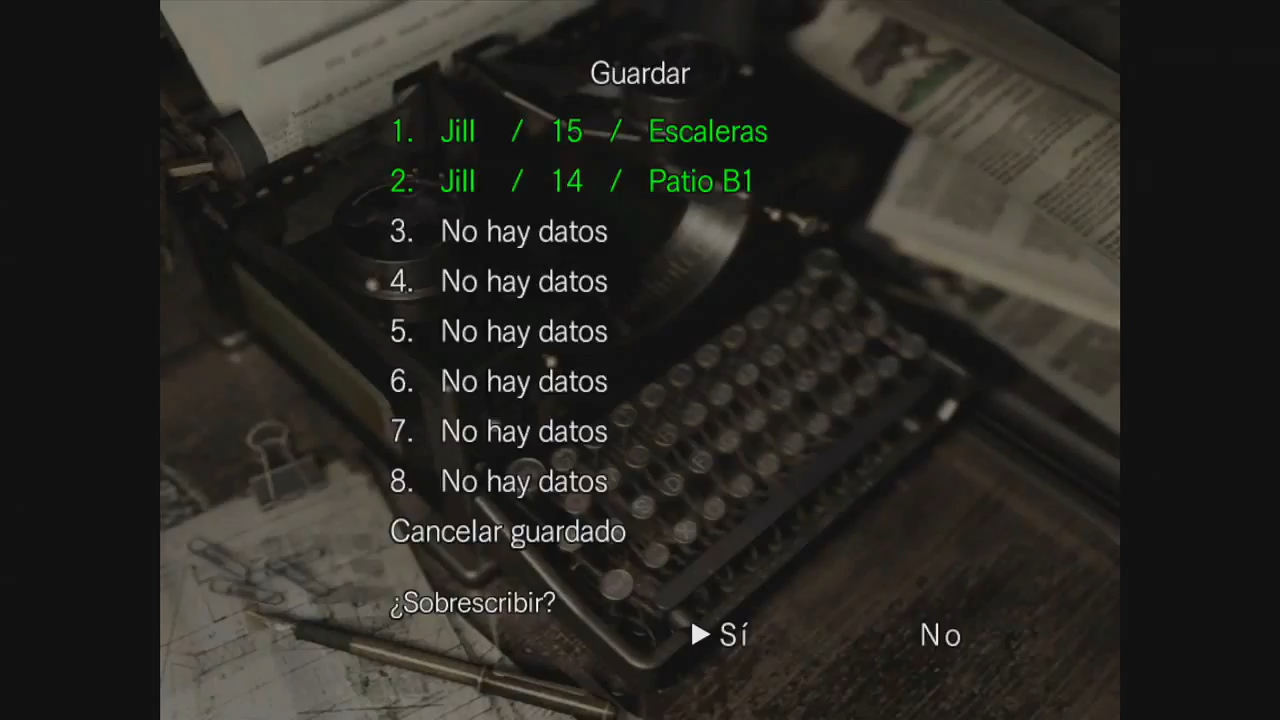 Guardar
1. Jill / 15 / Escaleras
2. Jill / 14 / Patio B1
3. No hay datos
4. No hay datos
5. No hay datos
6. No hay datos
7. No hay datos
8. No hay datos
Cancelar guardado
¿Sobrescribir?
Sí No